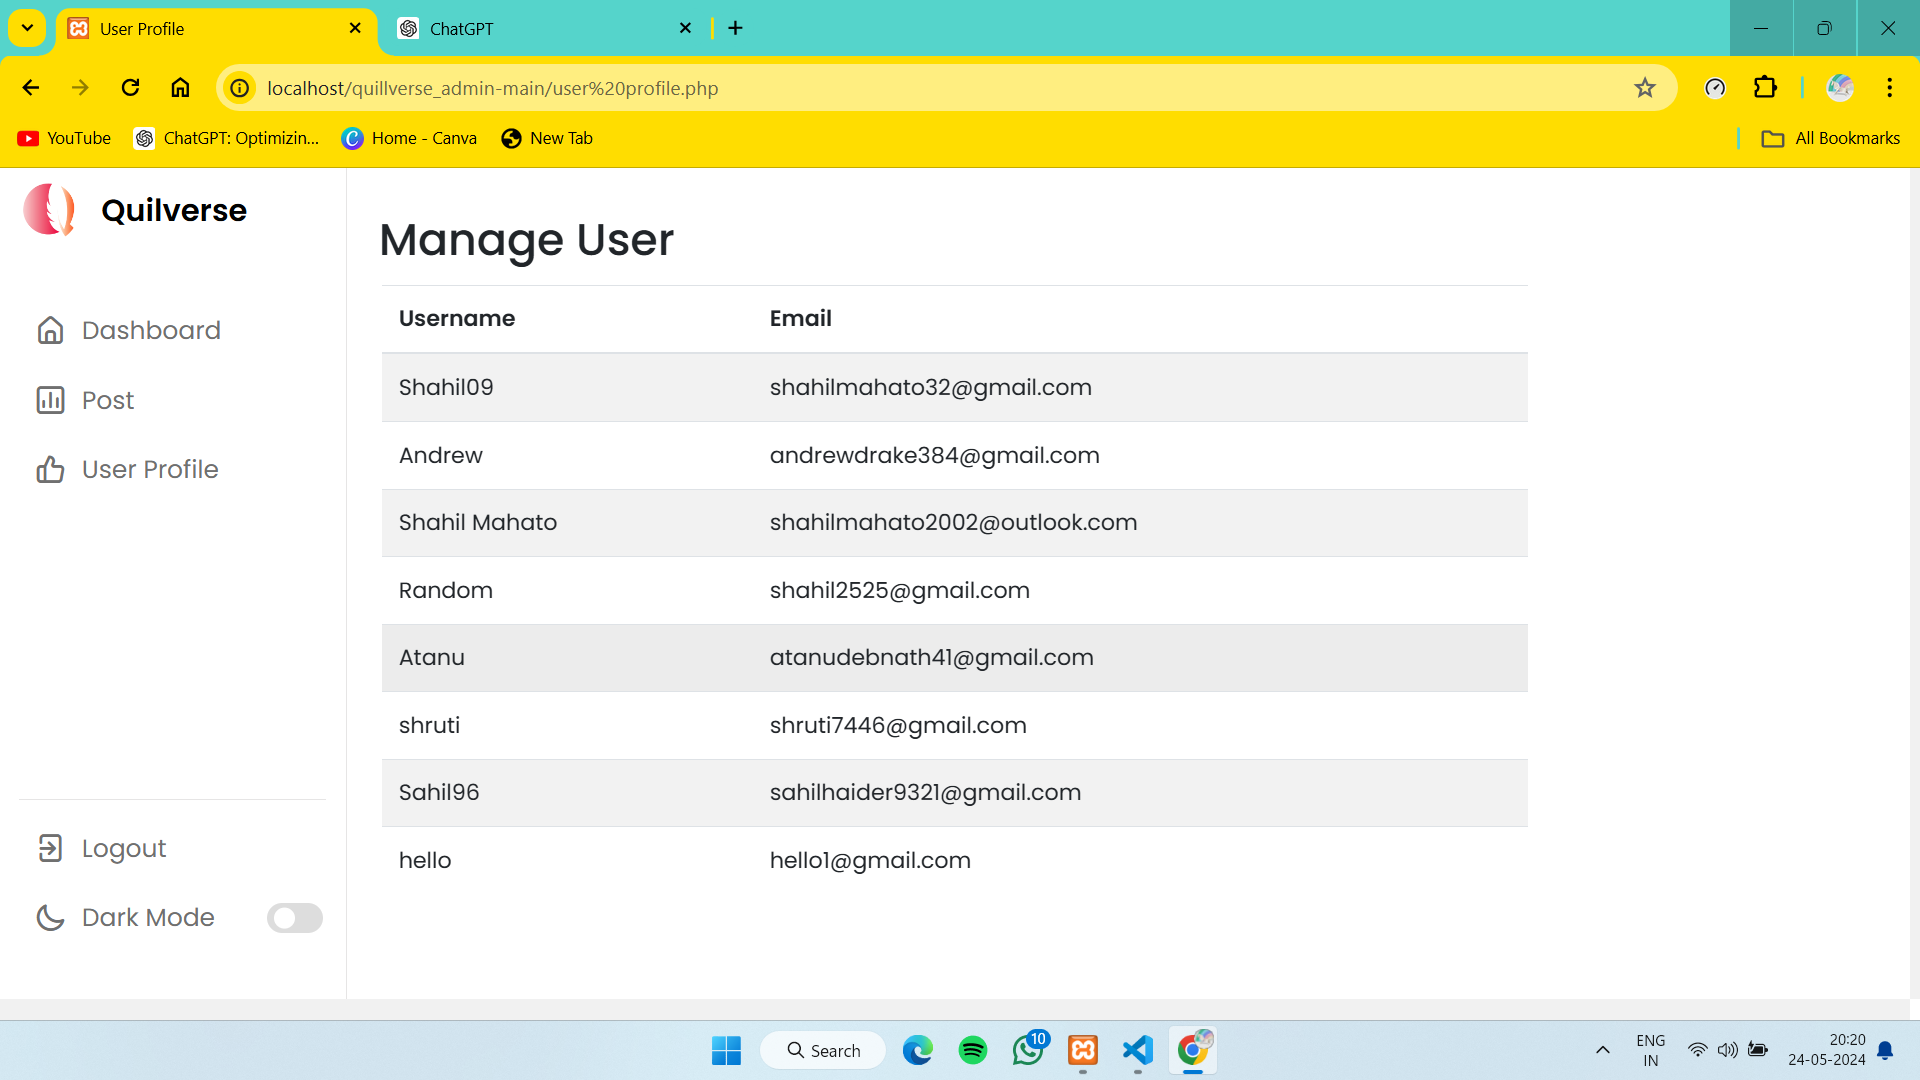 User Profile
ChatGPT
localhost/quillverse_admin-main/user%20profile.php
YouTube
ChatGPT: Optimizin...
Home - Canva
New Tab
All Bookmarks
Quilverse
Dashboard
Post
User Profile
Logout
Dark Mode
Manage User
Username Email
Shahil09 shahilmahato32@gmail.com
Andrew andrewdrake384@gmail.com
Shahil Mahato shahilmahato2002@outlook.com
Random shahil2525@gmail.com
Atanu atanudebnath41@gmail.com
shruti shruti7446@gmail.com
Sahil96 sahilhaider9321@gmail.com
hello hello1@gmail.com
Search
10
ENG
IN
20:20
24-05-2024